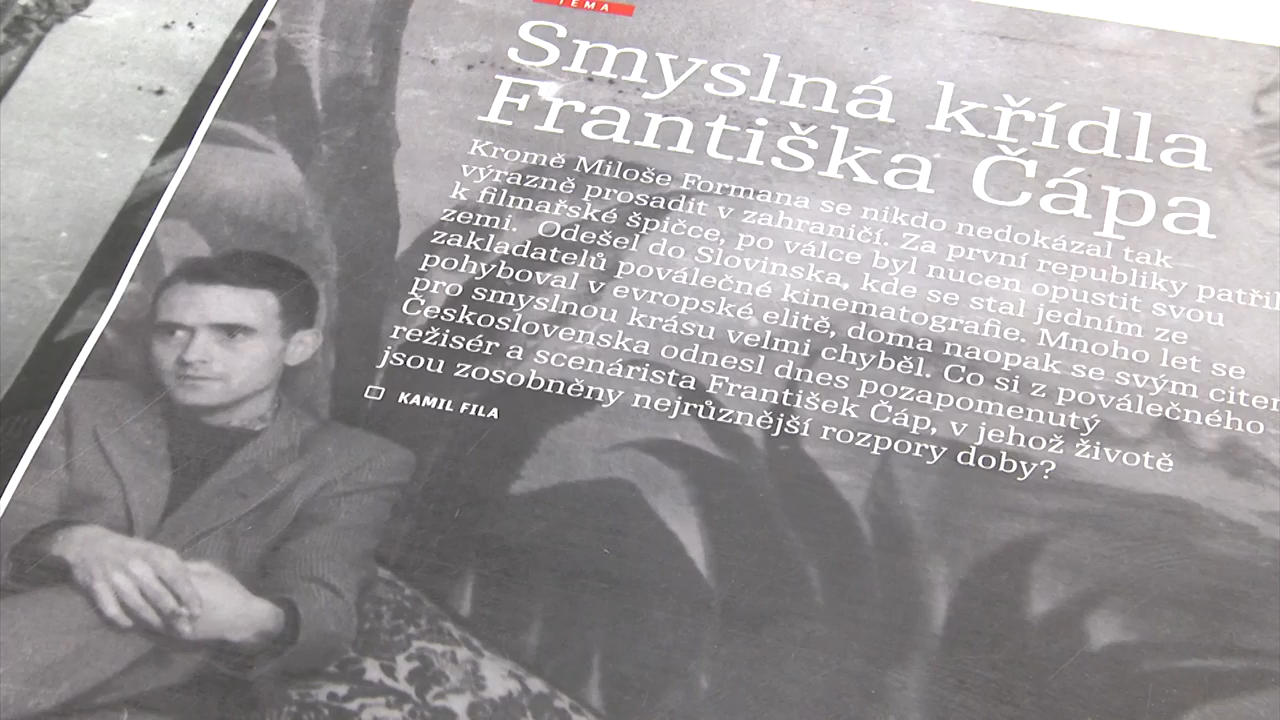 TÉMA
Smyslná křídla
Františka Čápa
Kromě Miloše Formana se nikdo nedokázal tak
výrazně prosadit v zahraničí. Za první republiky patřil
k filmařské špičce, po válce byl nucen opustit svou
zemi. Odešel do Slovinska, kde se stal jedním ze
zakladatelů poválečné kinematografie. Mnoho let se
pohyboval v evropské elitě, doma naopak se svým citem
pro smyslnou krásu velmi chyběl. Co si z poválečného
Československa odnesl dnes pozapomenutý
režisér a scenárista František Čáp, v jehož životě
jsou zosobněny nejrůznější rozpory doby?
KAMIL FILA